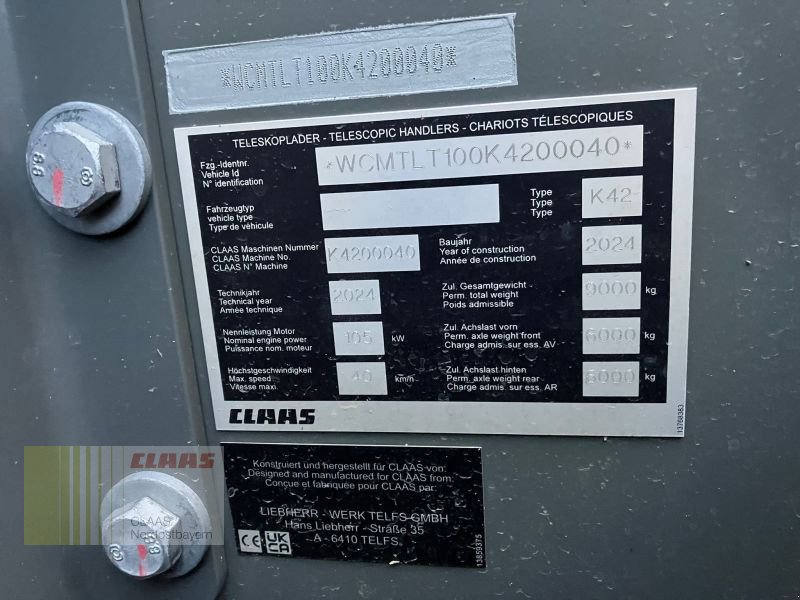 *WCMTLT100K4200040*
TELESKOPLADER - TELESCOPIC HANDLERS - CHARIOTS TÉLESCOPIQUES
Fzg.-Identnr.
Vehicle Id
N° identification
*WCMTLT100K4200040*
Fahrzeugtyp
vehicle type
Type de véhicule
---
Type
Type
Type
K42
CLAAS Maschinen Nummer
CLAAS Machine No.
CLAAS N° Machine
K4200040
Baujahr
Year of construction
Année de construction
2024
Technikjahr
Technical year
Année technique
2024
Zul. Gesamtgewicht
Perm. total weight
Poids admissible
9000 kg
Nennleistung Motor
Nominal engine power
Puissance nom. moteur
105 kW
Zul. Achslast vorn
Perm. axle weight front
Charge admis. sur ess. AV
6000 kg
Höchstgeschwindigkeit
Max. speed
Vitesse maxi.
40 km/h
Zul. Achslast hinten
Perm. axle weight rear
Charge admis. sur ess. AR
6000 kg
CLAAS
13768383
Konstruiert und hergestellt für CLAAS von:
Designed and manufactured for CLAAS from:
Conçue et fabriquée pour CLAAS par:
LIEBHERR - WERK TELFS GMBH
Hans Liebherr - Straße 35
A - 6410 TELFS
CE UK CA
13859375
8.8
8.8
CLAAS
CLAAS
Nordostbayern